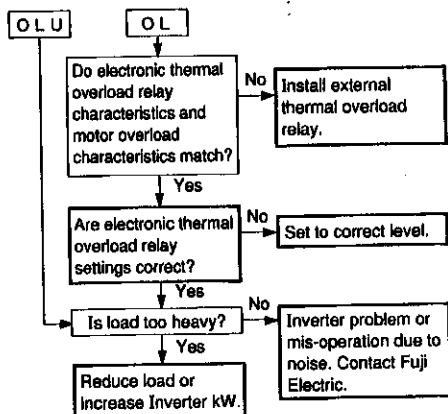 OLU
OL
Do electronic thermal
overload relay
characteristics and
motor overload
characteristics match?
No
Install external
thermal overload
relay.
Yes
Are electronic thermal
overload relay
settings correct?
No
Set to correct level.
Yes
Is load too heavy?
No
Inverter problem or
mis-operation due to
noise. Contact Fuji
Electric.
Yes
Reduce load or
increase Inverter kW.